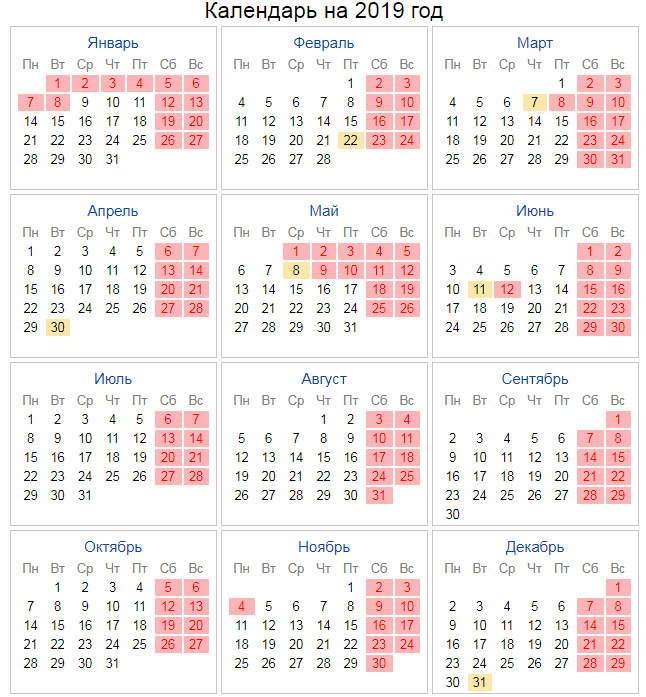 Календарь на 2019 год
Январь
Пн Вт Ср Чт Пт Сб Вс
1 2 3 4 5 6
7 8 9 10 11 12 13
14 15 16 17 18 19 20
21 22 23 24 25 26 27
28 29 30 31
Февраль
Пн Вт Ср Чт Пт Сб Вс
1 2 3
4 5 6 7 8 9 10
11 12 13 14 15 16 17
18 19 20 21 22 23 24
25 26 27 28
Март
Пн Вт Ср Чт Пт Сб Вс
1 2 3
4 5 6 7 8 9 10
11 12 13 14 15 16 17
18 19 20 21 22 23 24
25 26 27 28 29 30 31
Апрель
Пн Вт Ср Чт Пт Сб Вс
1 2 3 4 5 6 7
8 9 10 11 12 13 14
15 16 17 18 19 20 21
22 23 24 25 26 27 28
29 30
Май
Пн Вт Ср Чт Пт Сб Вс
1 2 3 4 5
6 7 8 9 10 11 12
13 14 15 16 17 18 19
20 21 22 23 24 25 26
27 28 29 30 31
Июнь
Пн Вт Ср Чт Пт Сб Вс
1 2
3 4 5 6 7 8 9
10 11 12 13 14 15 16
17 18 19 20 21 22 23
24 25 26 27 28 29 30
Июль
Пн Вт Ср Чт Пт Сб Вс
1 2 3 4 5 6 7
8 9 10 11 12 13 14
15 16 17 18 19 20 21
22 23 24 25 26 27 28
29 30 31
Август
Пн Вт Ср Чт Пт Сб Вс
1 2 3 4
5 6 7 8 9 10 11
12 13 14 15 16 17 18
19 20 21 22 23 24 25
26 27 28 29 30 31
Сентябрь
Пн Вт Ср Чт Пт Сб Вс
1
2 3 4 5 6 7 8
9 10 11 12 13 14 15
16 17 18 19 20 21 22
23 24 25 26 27 28 29
30
Октябрь
Пн Вт Ср Чт Пт Сб Вс
1 2 3 4 5 6
7 8 9 10 11 12 13
14 15 16 17 18 19 20
21 22 23 24 25 26 27
28 29 30 31
Ноябрь
Пн Вт Ср Чт Пт Сб Вс
1 2 3
4 5 6 7 8 9 10
11 12 13 14 15 16 17
18 19 20 21 22 23 24
25 26 27 28 29 30
Декабрь
Пн Вт Ср Чт Пт Сб Вс
1
2 3 4 5 6 7 8
9 10 11 12 13 14 15
16 17 18 19 20 21 22
23 24 25 26 27 28 29
30 31